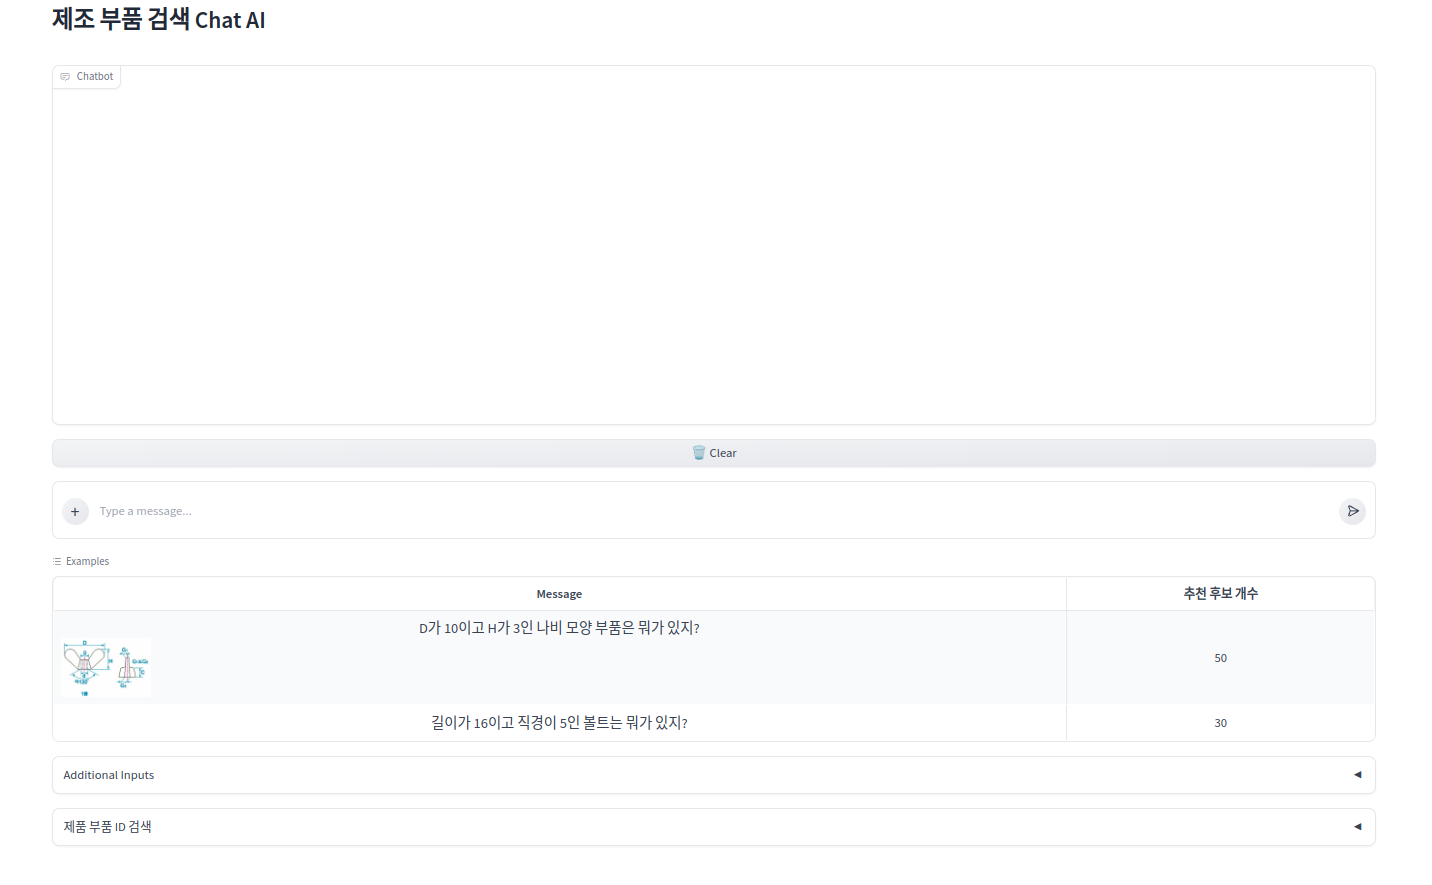 제조 부품 검색 Chat AI
Chatbot
Clear
+
Type a message...
Examples
Message 추천 후보 개수
D가 10이고 H가 3인 나비 모양 부품은 뭐가 있지?
50
길이가 16이고 직경이 5인 볼트는 뭐가 있지? 30
Additional Inputs
제품 부품 ID 검색